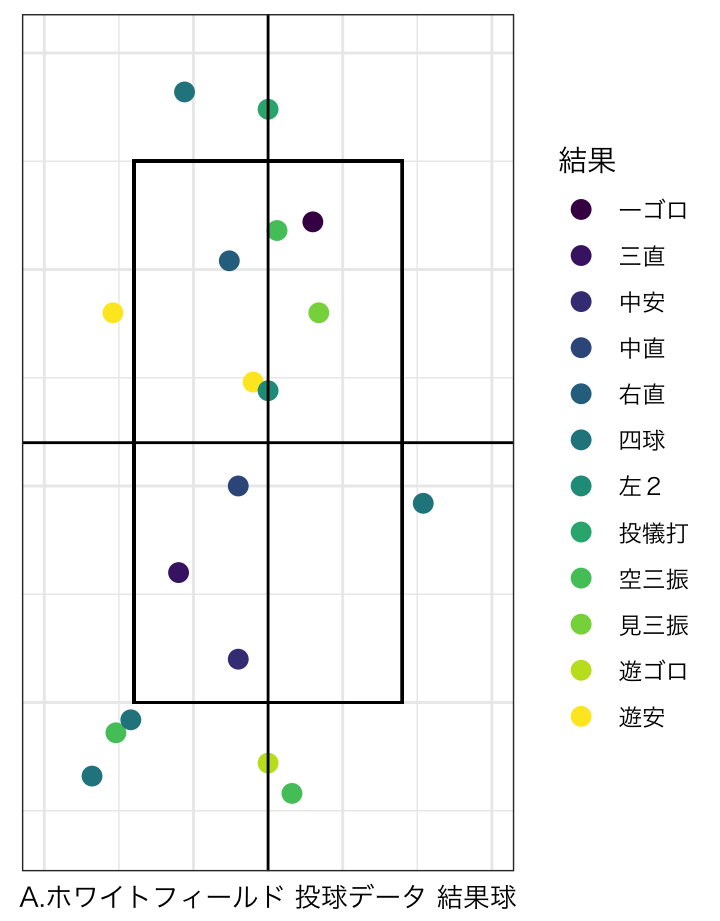 結果
一ゴロ
三直
中安
中直
右直
四球
左２
投犠打
空三振
見三振
遊ゴロ
遊安
A.ホワイトフィールド 投球データ 結果球